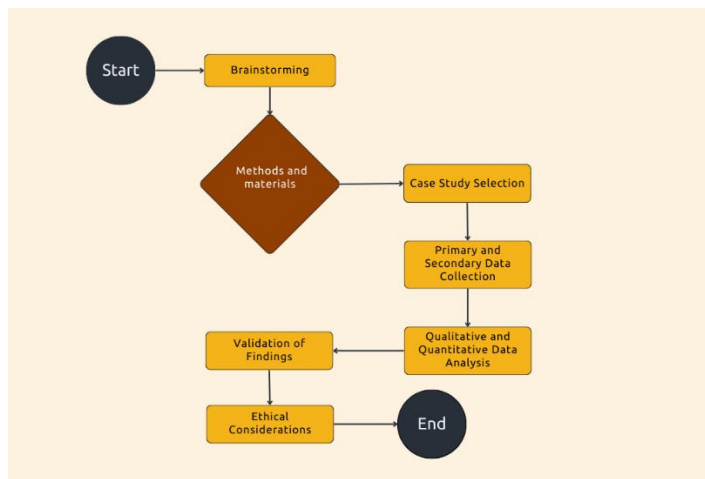 Start
Brainstorming
Methods and
materials
Case Study Selection
Primary and
Secondary Data
Collection
Qualitative and
Quantitative Data
Analysis
Validation of
Findings
Ethical
Considerations
End